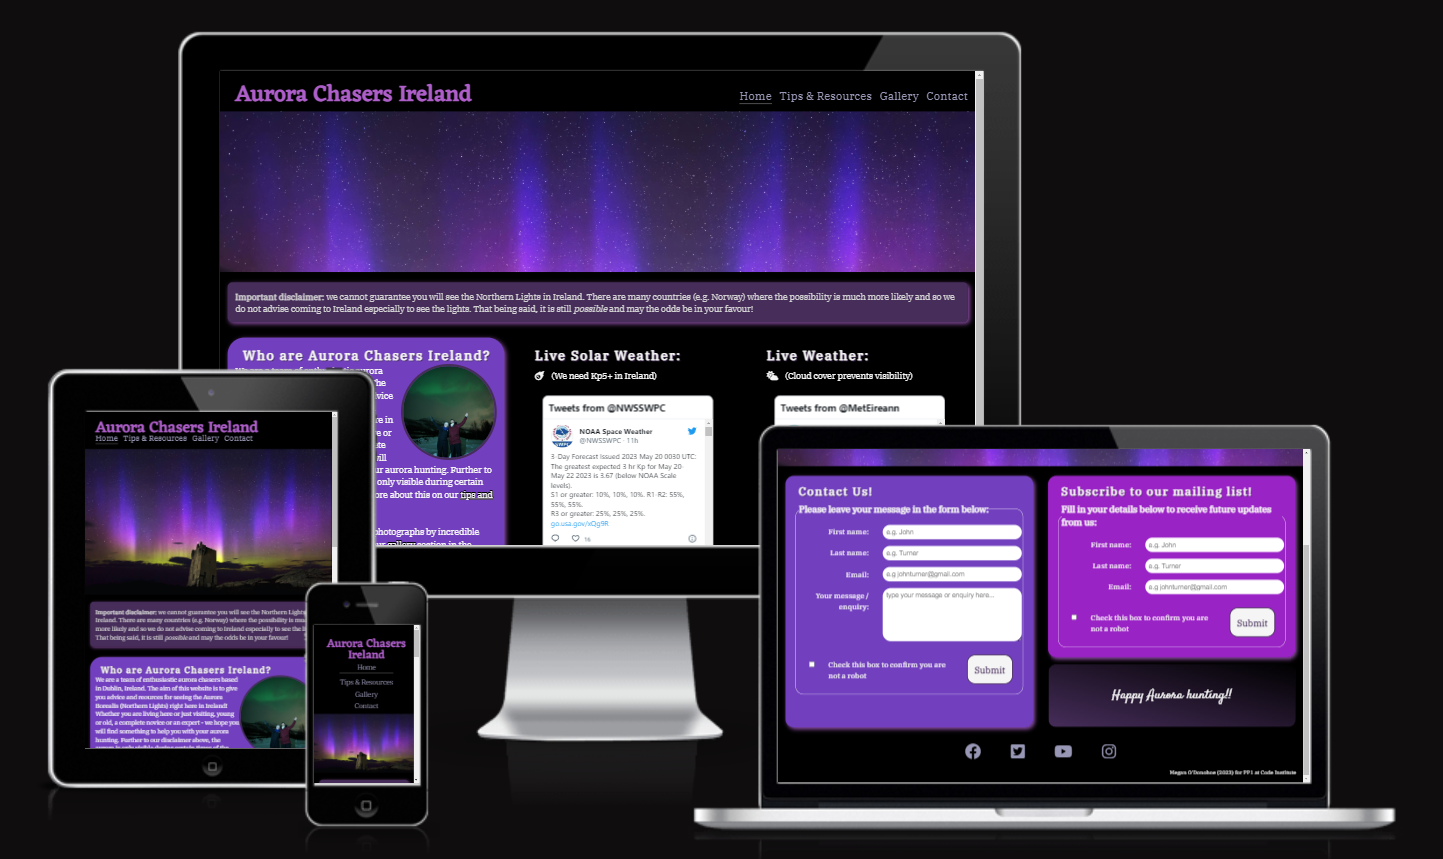 Aurora Chasers Ireland
Home Tips & Resources Gallery Contact
Important disclaimer: we cannot guarantee you will see the Northern Lights in Ireland. There are many countries (e.g. Norway) where the possibility is much more likely and so we
do not advise coming to Ireland especially to see the lights. That being said, it is still possible and may the odds be in your favour!
Who are Aurora Chasers Ireland?
ur aurora hunting. Further to
only visible during certain
ore about this on our tips and
photographs by incredible
ur gallery section in the
Live Solar Weather:
(We need Kp5+ in Ireland)
Tweets from @NWSSWPC
NOAA Space Weather
@NWSSWPC · 11h
3-Day Forecast issued 2023 May 20 0030 UTC:
The greatest expected 3 hr Kp for May 20-
May 22 2023 is 3.67 (below NOAA Scale
levels).
S1 or greater: 10%, 10%, 10%. R1-R2: 55%,
55%, 55%.
R3 or greater: 25%, 25%, 25%.
go.usa.gov/xQg9R
16
Live Weather:
(Cloud cover prevents visibility)
Tweets from @MetEireann
Aurora Chasers Ireland
Home Tips & Resources Gallery Contact
Important disclaimer: we cannot guarantee you will see the Northern Lights
Ireland. There are many countries (e.g. Norway) where the possibility is
more likely and so we do not advise coming to Ireland especially to see the
That being said, it is still possible and may the odds be in your favour!
Who are Aurora Chasers Ireland?
We are a team of enthusiastic aurora chasers based
in Dublin, Ireland. The aim of this website is to give
you advice and resources for seeing the Aurora
Borealis (Northern Lights) right here in Ireland!
Whether you are living here or just visiting, young
or old, a complete novice or an expert - we hope you
will find something to help you with your aurora
hunting. Further to our disclaimer above, the
aurora is only visible during certain times of the
Aurora Chasers
Ireland
Home
Tips & Resources
Gallery
Contact
Contact Us!
Please leave your message in the form below:
First name:
e.g. John
Last name:
e.g. Turner
Email:
e.g johnturner@gmail.com
Your message /
enquiry:
type your message or enquiry here...
Check this box to confirm you are
not a robot
Submit
Subscribe to our mailing list!
Fill in your details below to receive future updates
from us:
First name:
e.g. John
Last name:
e.g. Turner
Email:
e.g johnturner@gmail.com
Check this box to confirm you are
not a robot
Submit
Happy Aurora hunting!!
Megan O'Donohoe (2023) for PP1 at Code Institute